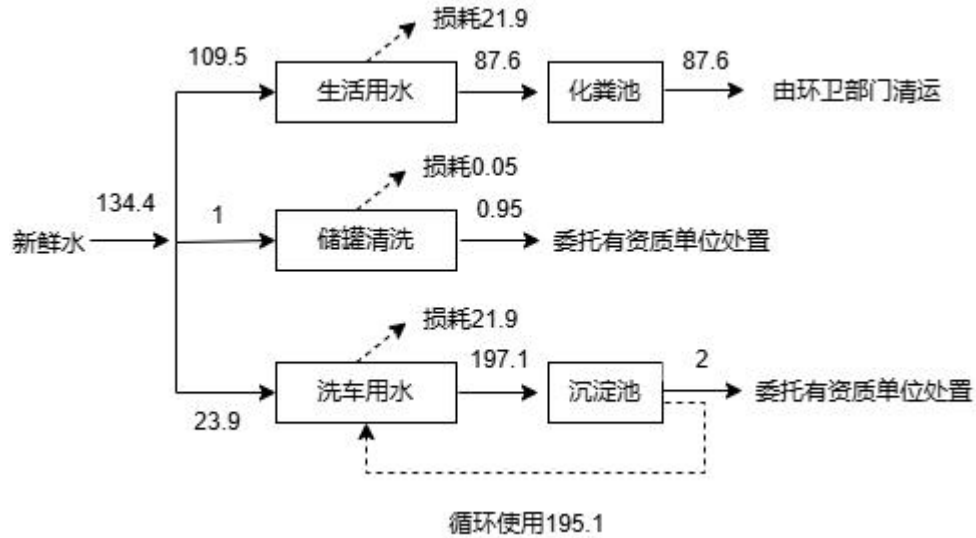 损耗21.9
109.5
87.6
87.6
生活用水
化粪池
由环卫部门清运
损耗0.05
134.4
1
0.95
新鲜水
储罐清洗
委托有资质单位处置
损耗21.9
197.1
2
洗车用水
沉淀池
委托有资质单位处置
23.9
循环使用195.1